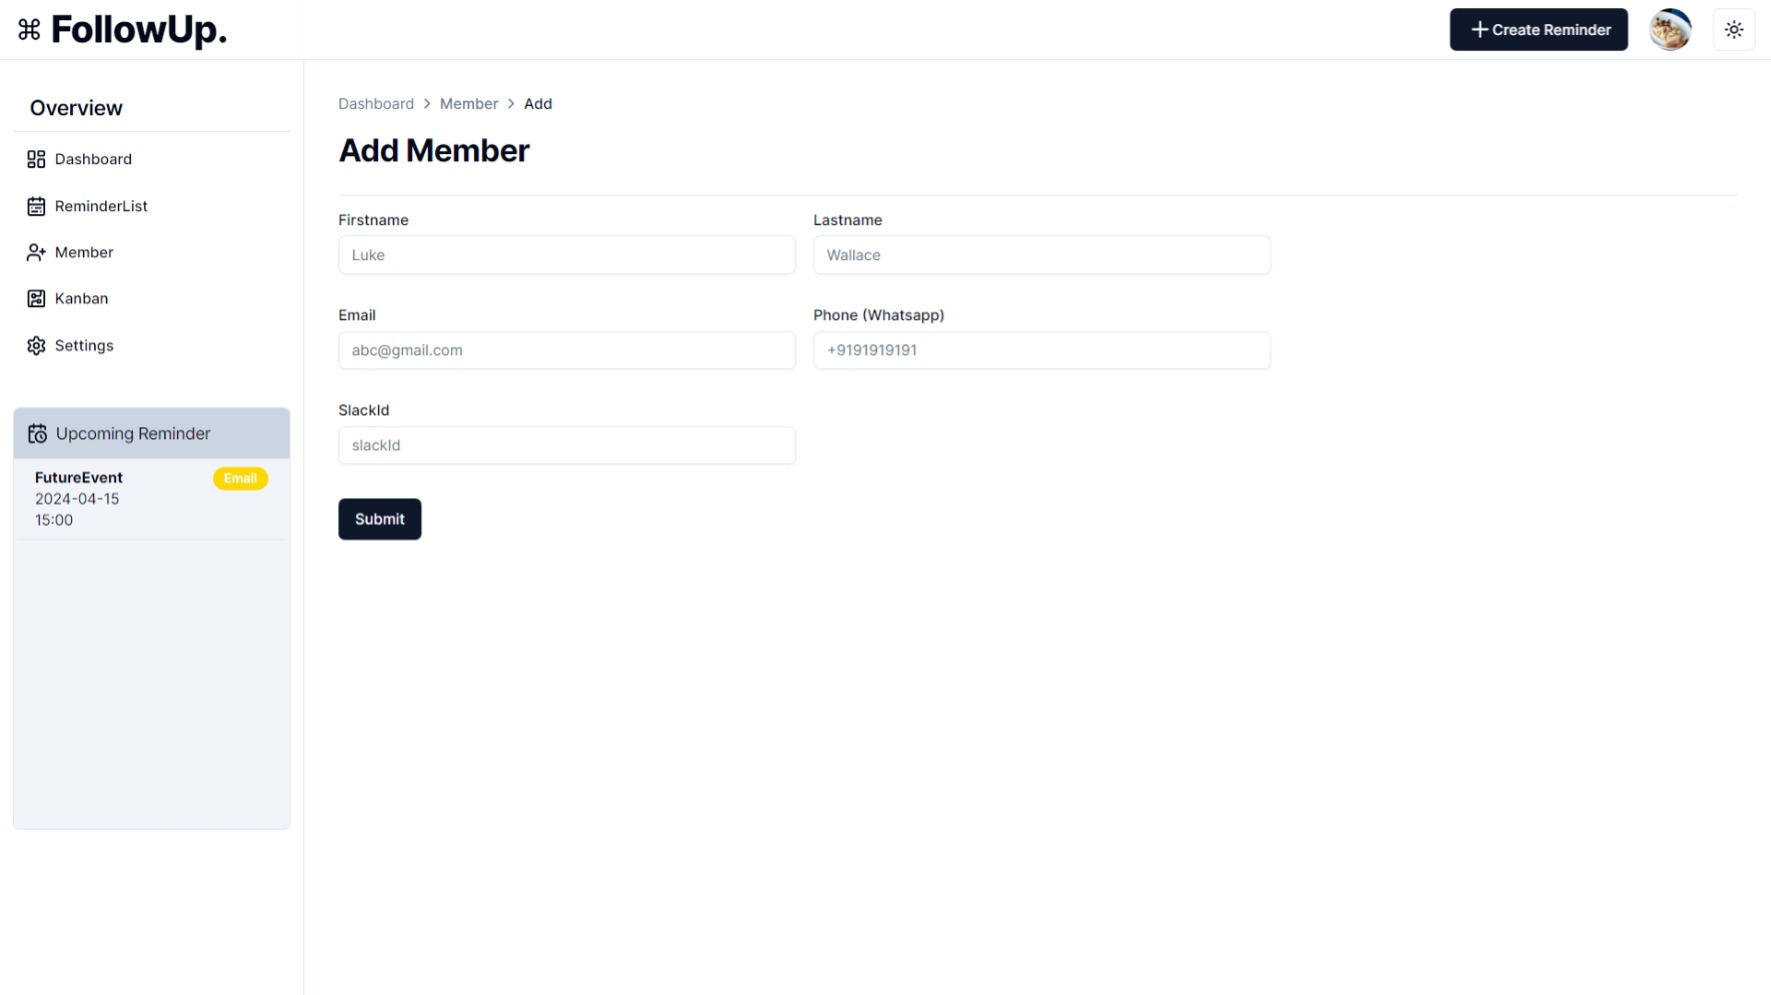 FollowUp.
Create Reminder
Overview
Dashboard
ReminderList
Member
Kanban
Settings
Upcoming Reminder
FutureEvent
Email
2024-04-15
15:00
Dashboard > Member > Add
Add Member
Firstname
Lastname
Luke
Wallace
Email
Phone (Whatsapp)
abc@gmail.com
+9191919191
SlackId
slackId
Submit